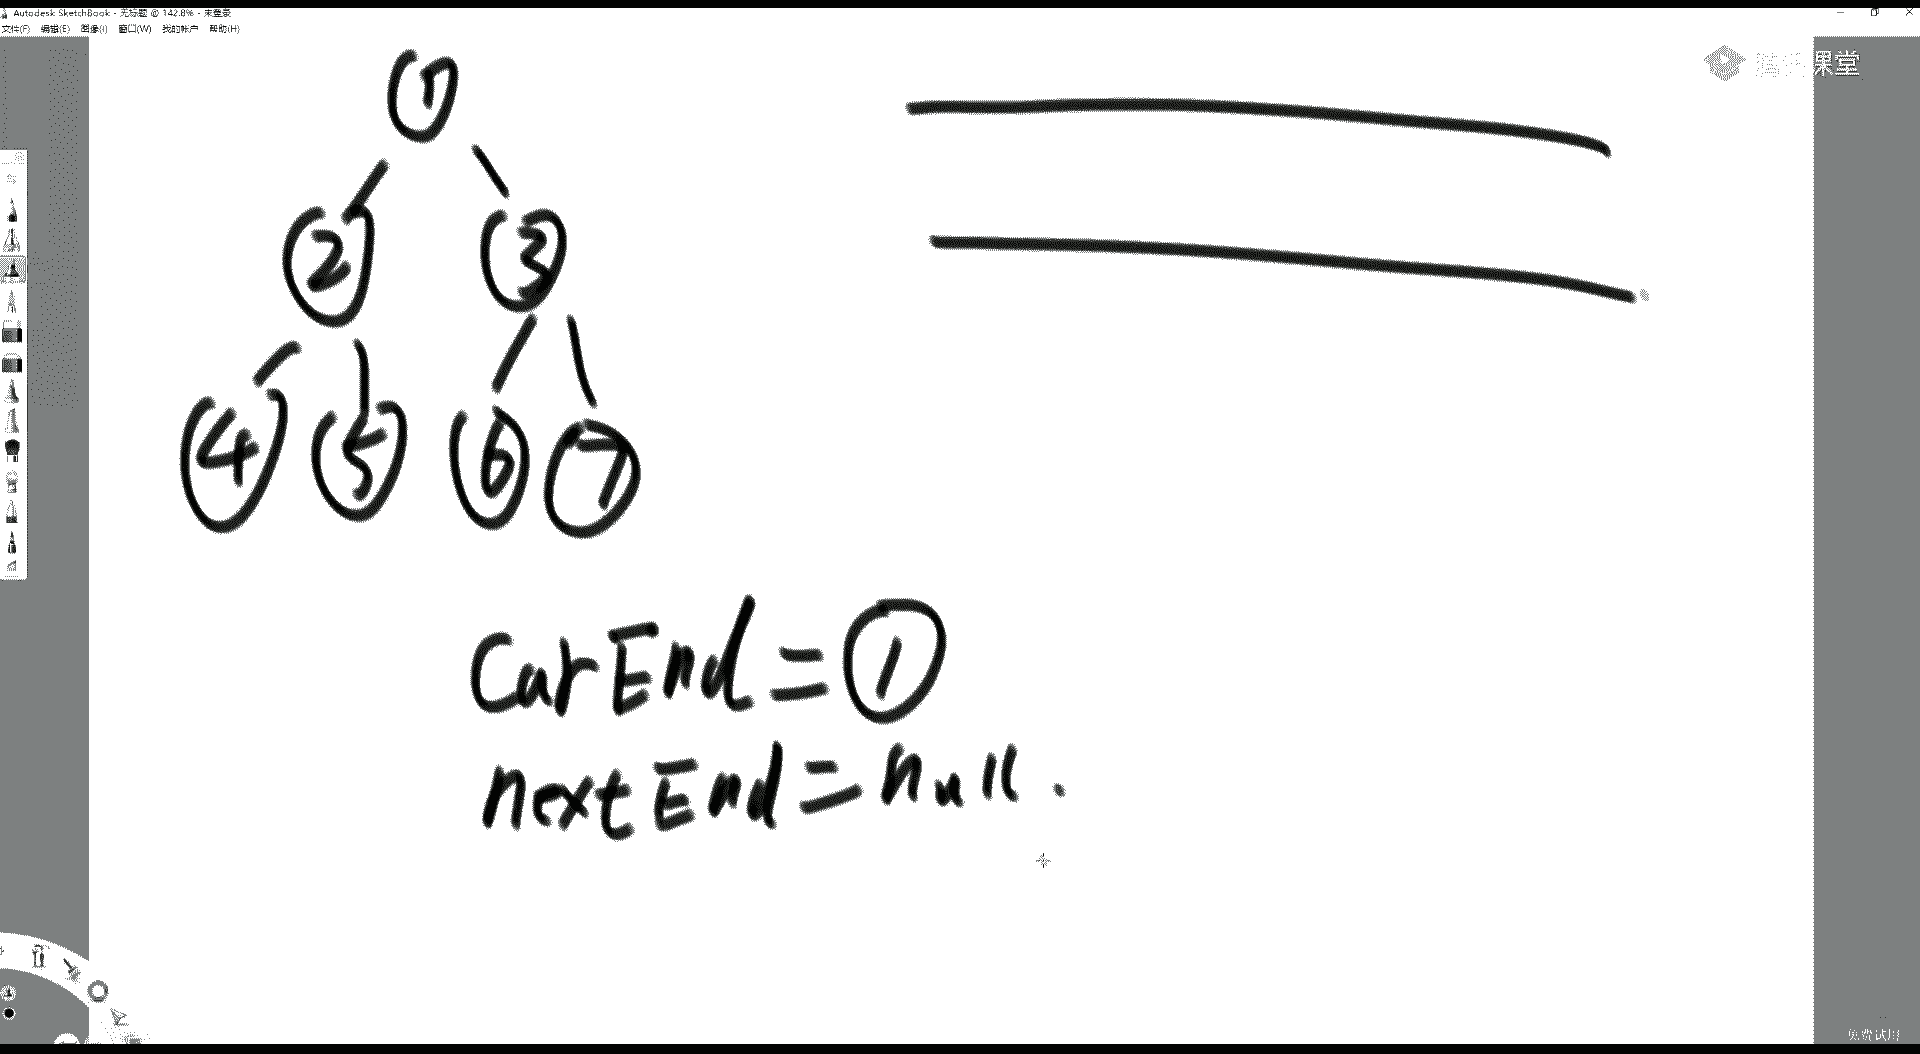 Autodesk SketchBook - 无标题 @ 142.8% - 未登录
文件(F) 编辑(E) 图像(I) 窗口(W) 我的帐户 帮助(H)
腾讯课堂
1
2 3
4 5 6 7
CurEnd = 1
nextEnd = null.
免费试用